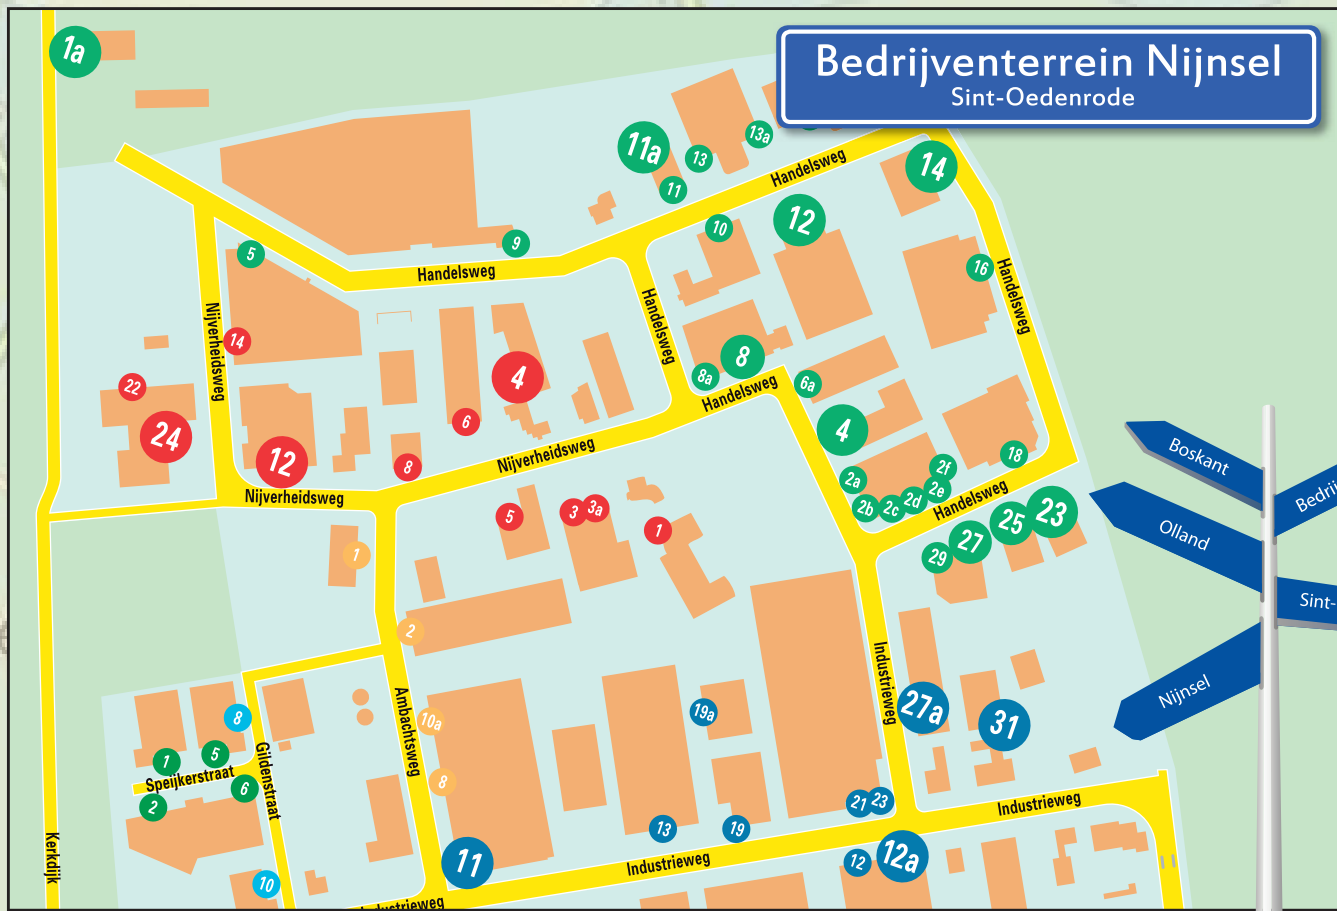 Bedrijventerrein Nijnsel
Sint-Oedenrode
1a
11a
13
13a
11
Handelsweg
14
10
12
5
9
Handelsweg
16
Handelsweg
Handelsweg
Nijverheidsweg
14
4
8
8a
Handelsweg
6a
22
24
6
12
8
Nijverheidsweg
Nijverheidsweg
4
2a
2b
2c
2d
2e
2f
18
Handelsweg
5
3
3a
1
29
27
25
23
1
2
Boskant
Olland
Nijnsel
Sint-
Ambachtsweg
10a
8
8
1
5
Speijkerstraat
2
6
Gildenstraat
10
Kerkdijk
19a
Industrieweg
27a
31
21
23
13
19
11
Industrieweg
Industrieweg
12
12a
Industrieweg